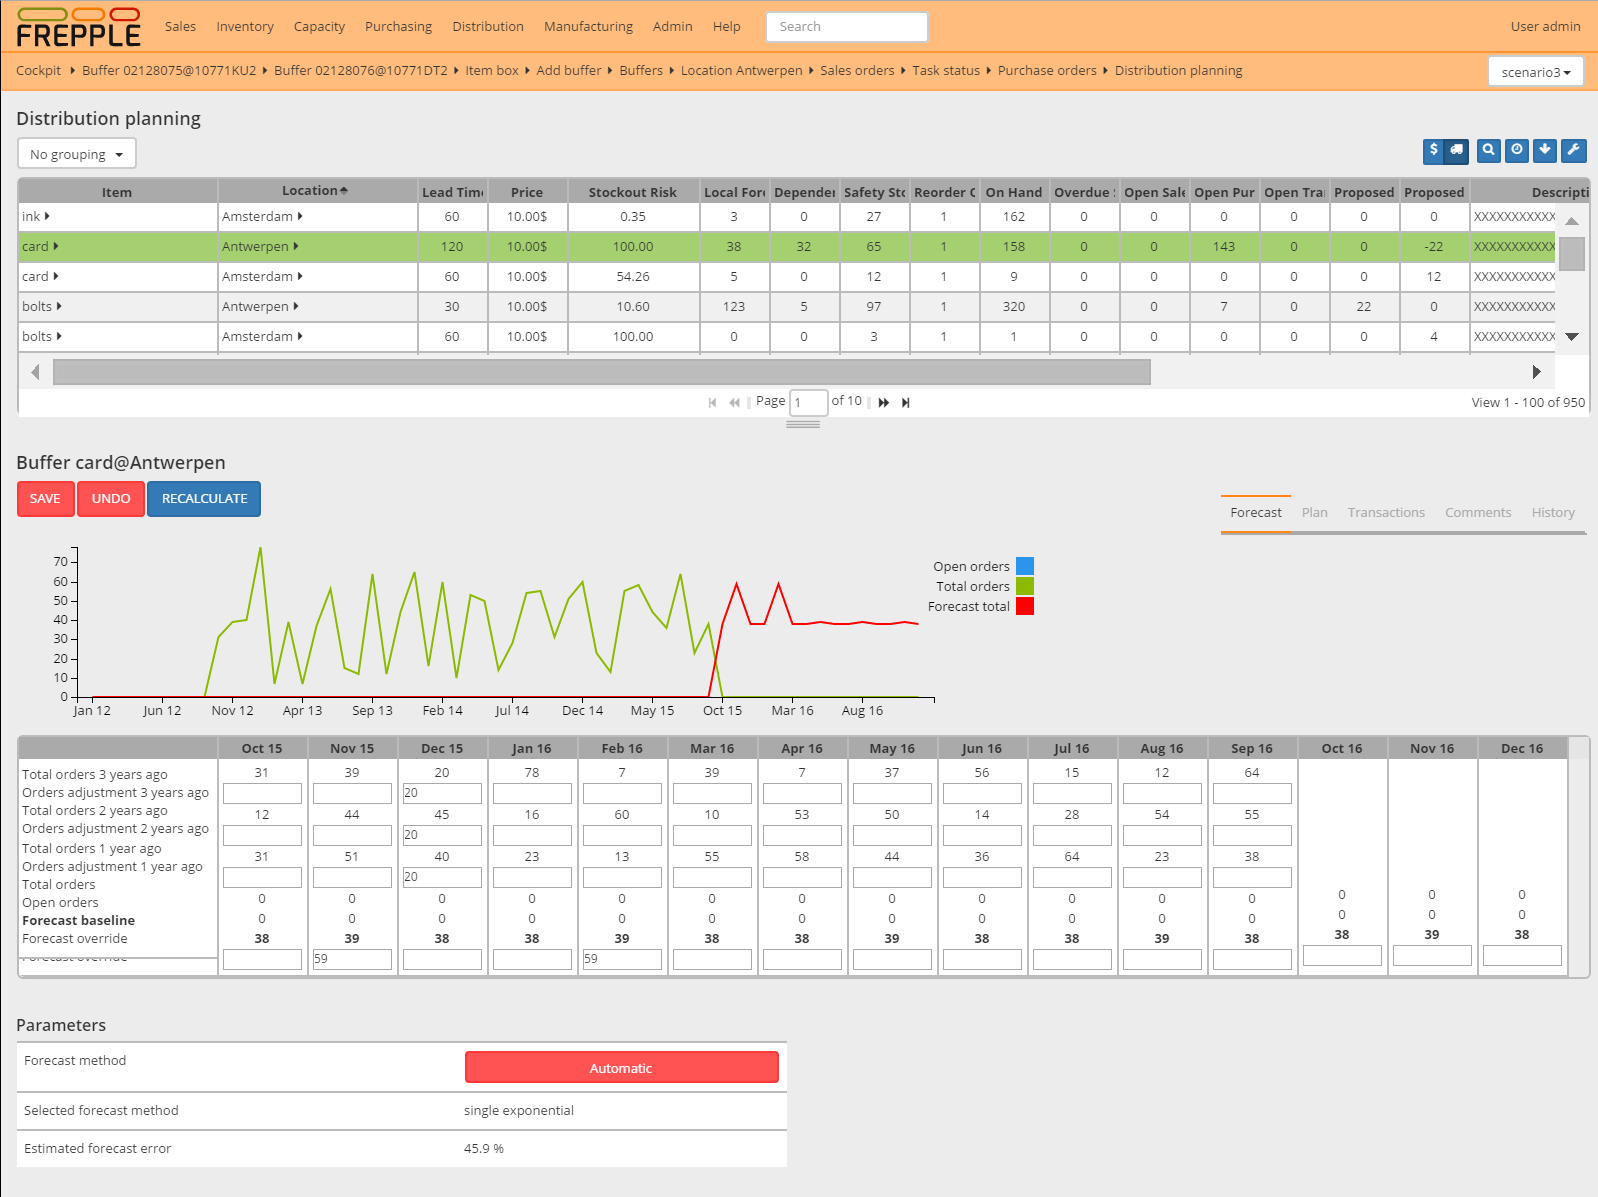 FREPPLE Sales Inventory Capacity Purchasing Distribution Manufacturing Admin Help Search User admin
Cockpit Buffer 02128075@10771KU2 Buffer 02128076@10771DT2 Item box Add buffer Buffers Location Antwerpen Sales orders Task status Purchase orders Distribution planning scenario3
Distribution planning
No grouping $
Item Location Lead Time Price Stockout Risk Local Fore Depender Safety Sto Reorder Q On Hand Overdue Open Sale Open Pur Open Tra Proposed Proposed Descripti
ink Amsterdam 60 10.00$ 0.35 3 0 27 1 162 0 0 0 0 0 0 XXXXXXXXXXX
card Antwerpen 120 10.00$ 100.00 38 32 65 1 158 0 0 143 0 0 -22 XXXXXXXXXXX
card Amsterdam 60 10.00$ 54.26 5 0 12 1 9 0 0 0 0 0 12 XXXXXXXXXXX
bolts Antwerpen 30 10.00$ 10.60 123 5 97 1 320 0 0 7 0 22 0 XXXXXXXXXXX
bolts Amsterdam 60 10.00$ 100.00 0 0 3 1 1 0 0 0 0 0 4 XXXXXXXXXXX
Page 1 of 10 View 1 - 100 of 950
Buffer card@Antwerpen
SAVE UNDO RECALCULATE
Forecast Plan Transactions Comments History
70
60
50
40
30
20
10
0
Jan 12 Jun 12 Nov 12 Apr 13 Sep 13 Feb 14 Jul 14 Dec 14 May 15 Oct 15 Mar 16 Aug 16
Open orders
Total orders
Forecast total
Oct 15 Nov 15 Dec 15 Jan 16 Feb 16 Mar 16 Apr 16 May 16 Jun 16 Jul 16 Aug 16 Sep 16 Oct 16 Nov 16 Dec 16
Total orders 3 years ago 31 39 20 78 7 39 7 37 56 15 12 64
Orders adjustment 3 years ago 20
Total orders 2 years ago 12 44 45 16 60 10 53 50 14 28 54 55
Orders adjustment 2 years ago 20
Total orders 1 year ago 31 51 40 23 13 55 58 44 36 64 23 38
Orders adjustment 1 year ago 20
Total orders 0 0 0 0 0 0 0 0 0 0 0 0 0 0 0
Open orders 0 0 0 0 0 0 0 0 0 0 0 0 0 0 0
Forecast baseline 38 39 38 38 39 38 38 39 38 38 39 38 38 39 38
Forecast override 59 59
Forecast override
Parameters
Forecast method Automatic
Selected forecast method single exponential
Estimated forecast error 45.9 %